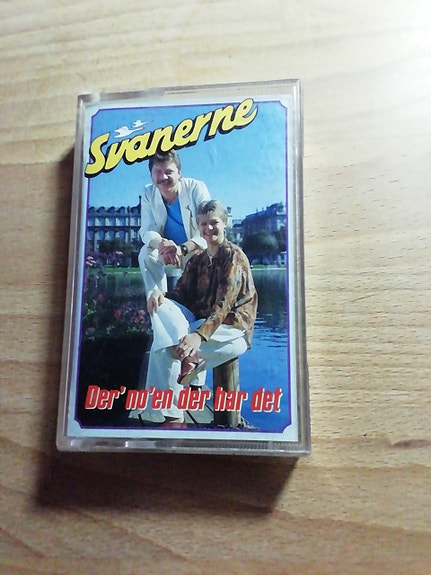 Svanerne
Der' no'en der har det